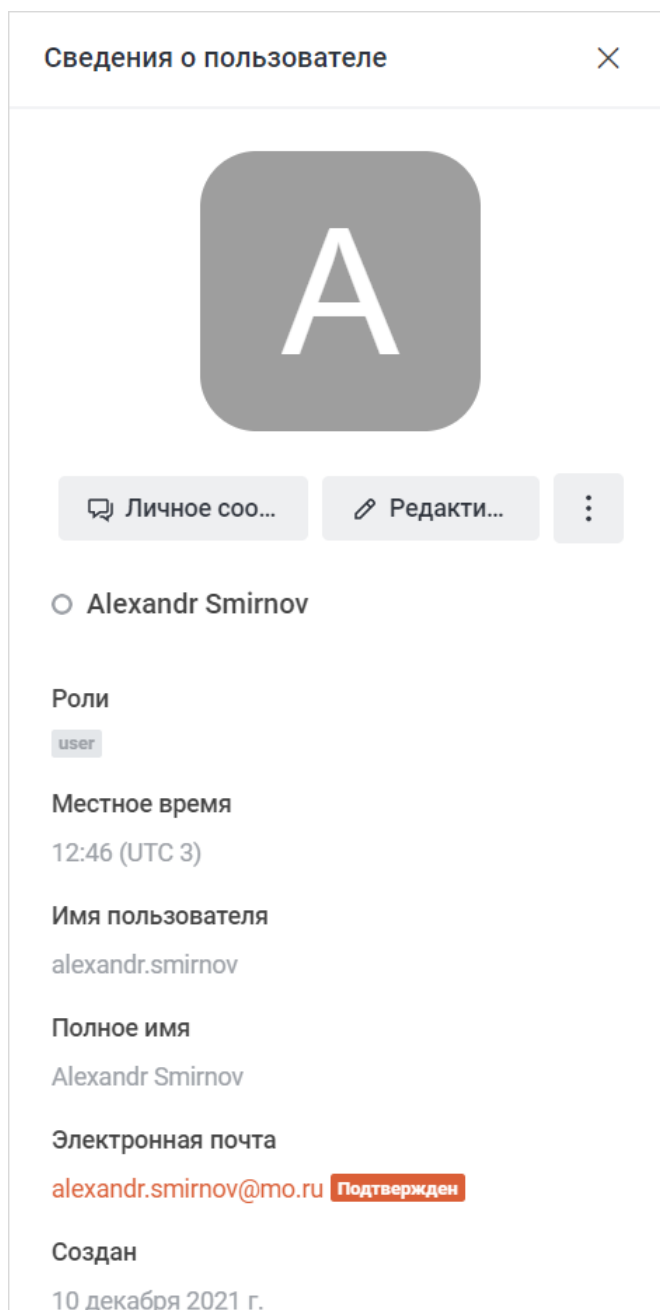 Сведения о пользователе
A
Личное соо...
Редакти...
Alexandr Smirnov
Роли
user
Местное время
12:46 (UTC 3)
Имя пользователя
alexandr.smirnov
Полное имя
Alexandr Smirnov
Электронная почта
alexandr.smirnov@mo.ru Подтвержден
Создан
10 декабря 2021 г.